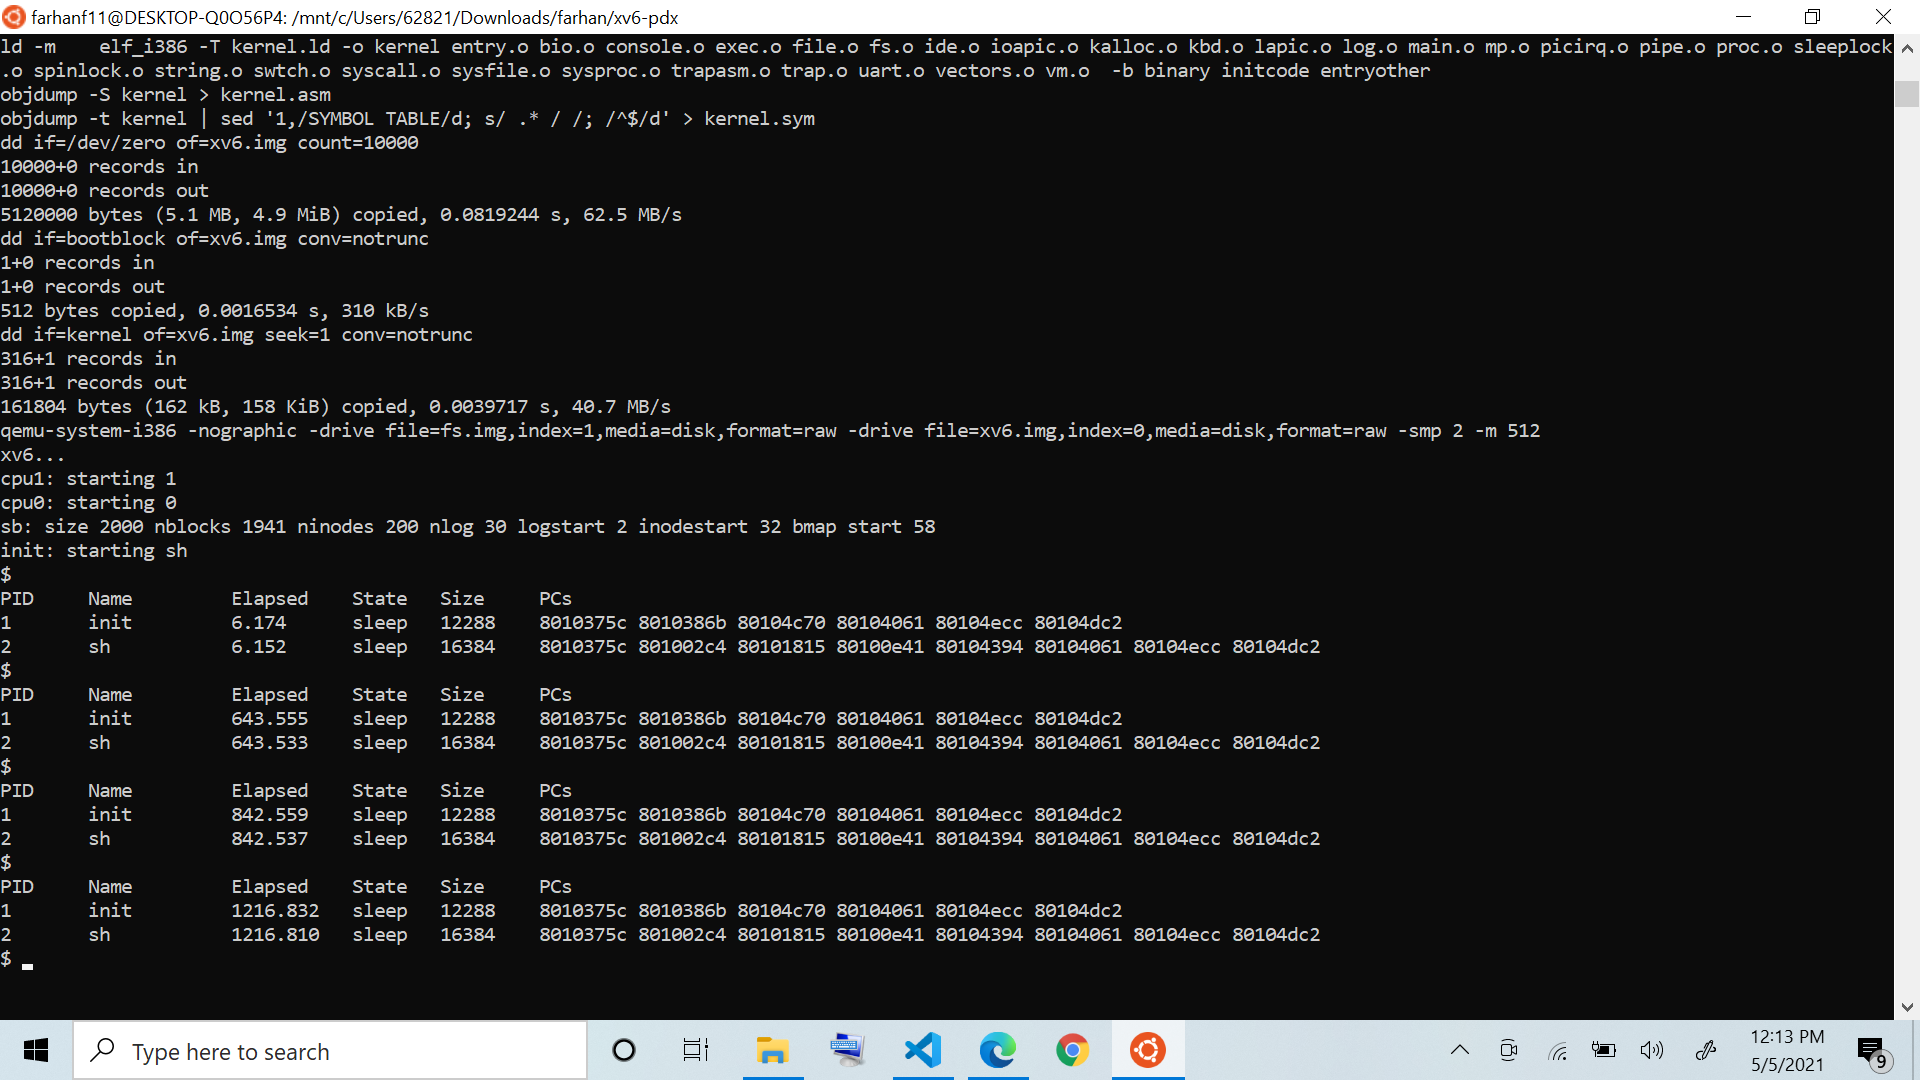 farhanf11@DESKTOP-Q0O56P4: /mnt/c/Users/62821/Downloads/farhan/xv6-pdx
ld -m    elf_i386 -T kernel.ld -o kernel entry.o bio.o console.o exec.o file.o fs.o ide.o ioapic.o kalloc.o kbd.o lapic.o log.o main.o mp.o picirq.o pipe.o proc.o sleeplock
.o spinlock.o string.o swtch.o syscall.o sysfile.o sysproc.o trapasm.o trap.o uart.o vectors.o vm.o  -b binary initcode entryother
objdump -S kernel > kernel.asm
objdump -t kernel | sed '1,/SYMBOL TABLE/d; s/ .* / /; /^$/d' > kernel.sym
dd if=/dev/zero of=xv6.img count=10000
10000+0 records in
10000+0 records out
5120000 bytes (5.1 MB, 4.9 MiB) copied, 0.0819244 s, 62.5 MB/s
dd if=bootblock of=xv6.img conv=notrunc
1+0 records in
1+0 records out
512 bytes copied, 0.0016534 s, 310 kB/s
dd if=kernel of=xv6.img seek=1 conv=notrunc
316+1 records in
316+1 records out
161804 bytes (162 kB, 158 KiB) copied, 0.0039717 s, 40.7 MB/s
qemu-system-i386 -nographic -drive file=fs.img,index=1,media=disk,format=raw -drive file=xv6.img,index=0,media=disk,format=raw -smp 2 -m 512
xv6...
cpu1: starting 1
cpu0: starting 0
sb: size 2000 nblocks 1941 ninodes 200 nlog 30 logstart 2 inodestart 32 bmap start 58
init: starting sh
$
PID     Name         Elapsed    State   Size     PCs
1       init         6.174      sleep   12288    8010375c 8010386b 80104c70 80104061 80104ecc 80104dc2
2       sh           6.152      sleep   16384    8010375c 801002c4 80101815 80100e41 80104394 80104061 80104ecc 80104dc2
$
PID     Name         Elapsed    State   Size     PCs
1       init         643.555    sleep   12288    8010375c 8010386b 80104c70 80104061 80104ecc 80104dc2
2       sh           643.533    sleep   16384    8010375c 801002c4 80101815 80100e41 80104394 80104061 80104ecc 80104dc2
$
PID     Name         Elapsed    State   Size     PCs
1       init         842.559    sleep   12288    8010375c 8010386b 80104c70 80104061 80104ecc 80104dc2
2       sh           842.537    sleep   16384    8010375c 801002c4 80101815 80100e41 80104394 80104061 80104ecc 80104dc2
$
PID     Name         Elapsed    State   Size     PCs
1       init         1216.832   sleep   12288    8010375c 8010386b 80104c70 80104061 80104ecc 80104dc2
2       sh           1216.810   sleep   16384    8010375c 801002c4 80101815 80100e41 80104394 80104061 80104ecc 80104dc2
$
Type here to search
12:13 PM
5/5/2021
9